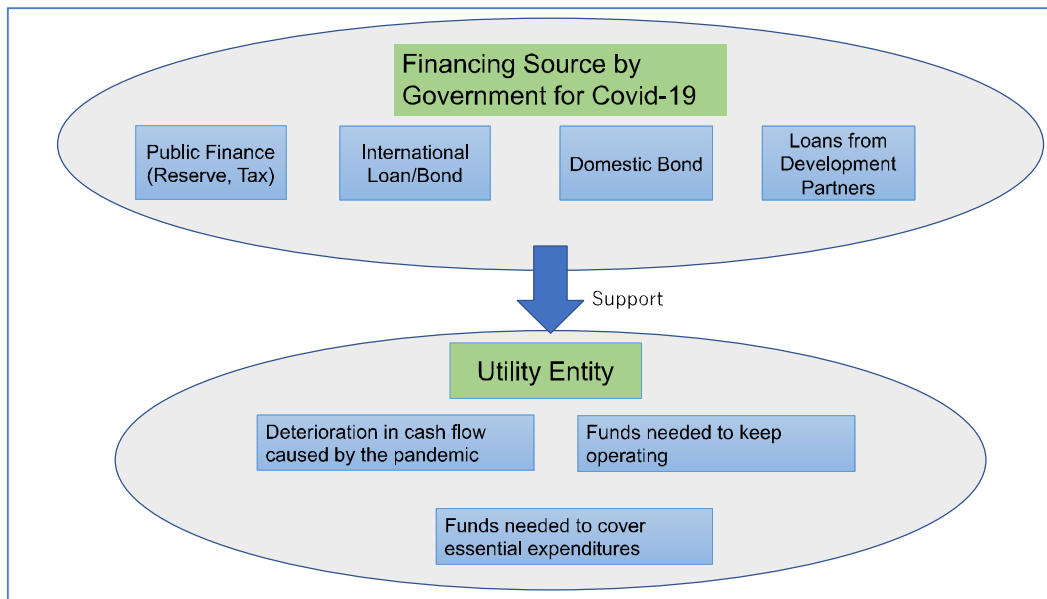 Financing Source by
Government for Covid-19
Public Finance
(Reserve, Tax)
International
Loan/Bond
Domestic Bond
Loans from
Development
Partners
Support
Utility Entity
Deterioration in cash flow
caused by the pandemic
Funds needed to keep
operating
Funds needed to cover
essential expenditures